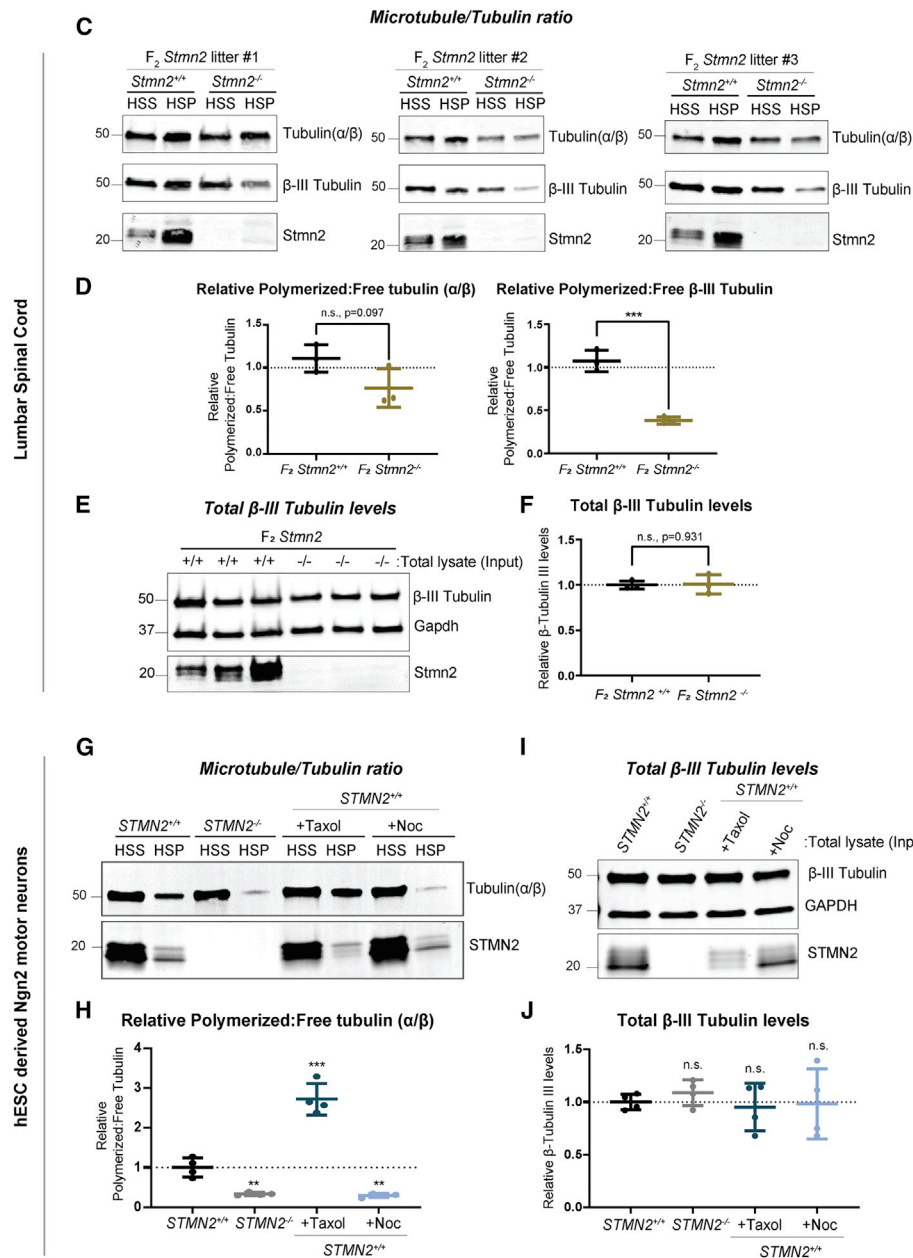 C
Microtubule/Tubulin ratio
F₂ Stmn2 litter #1
Stmn2+/+ Stmn2-/-
HSS HSP HSS HSP
50 Tubulin(α/β)
50 β-III Tubulin
20 Stmn2
F₂ Stmn2 litter #2
Stmn2+/+ Stmn2-/-
HSS HSP HSS HSP
50 Tubulin(α/β)
50 β-III Tubulin
20 Stmn2
F₂ Stmn2 litter #3
Stmn2+/+ Stmn2-/-
HSS HSP HSS HSP
50 Tubulin(α/β)
50 β-III Tubulin
20 Stmn2
Lumbar Spinal Cord
D
Relative Polymerized:Free tubulin (α/β)
n.s., p=0.097
Relative
Polymerized:Free Tubulin
1.5
1.0
0.5
0.0
F₂ Stmn2+/+ F₂ Stmn2-/-
Relative Polymerized:Free β-III Tubulin
***
Relative
Polymerized:Free Tubulin
1.5
1.0
0.5
0.0
F₂ Stmn2+/+ F₂ Stmn2-/-
E
Total β-III Tubulin levels
F₂ Stmn2
+/+ +/+ +/+ -/- -/- -/- :Total lysate (Input)
50 β-III Tubulin
37 Gapdh
20 Stmn2
F
Total β-III Tubulin levels
n.s., p=0.931
Relative β-Tubulin III levels
1.5
1.0
0.5
0.0
F₂ Stmn2 +/+ F₂ Stmn2 -/-
hESC derived Ngn2 motor neurons
G
Microtubule/Tubulin ratio
STMN2+/+
STMN2+/+ STMN2-/- +Taxol +Noc
HSS HSP HSS HSP HSS HSP HSS HSP
50 Tubulin(α/β)
20 STMN2
H
Relative Polymerized:Free tubulin (α/β)
Relative
Polymerized:Free Tubulin
4
3
2
1
0
** *** **
STMN2+/+ STMN2-/- +Taxol +Noc
STMN2+/+
I
Total β-III Tubulin levels
STMN2+/+
STMN2+/+ STMN2-/- +Taxol +Noc :Total lysate (Inp
50 β-III Tubulin
37 GAPDH
20 STMN2
J
Total β-III Tubulin levels
Relative β-Tubulin III levels
1.5
1.0
0.5
0.0
n.s. n.s. n.s.
STMN2+/+ STMN2-/- +Taxol +Noc
STMN2+/+